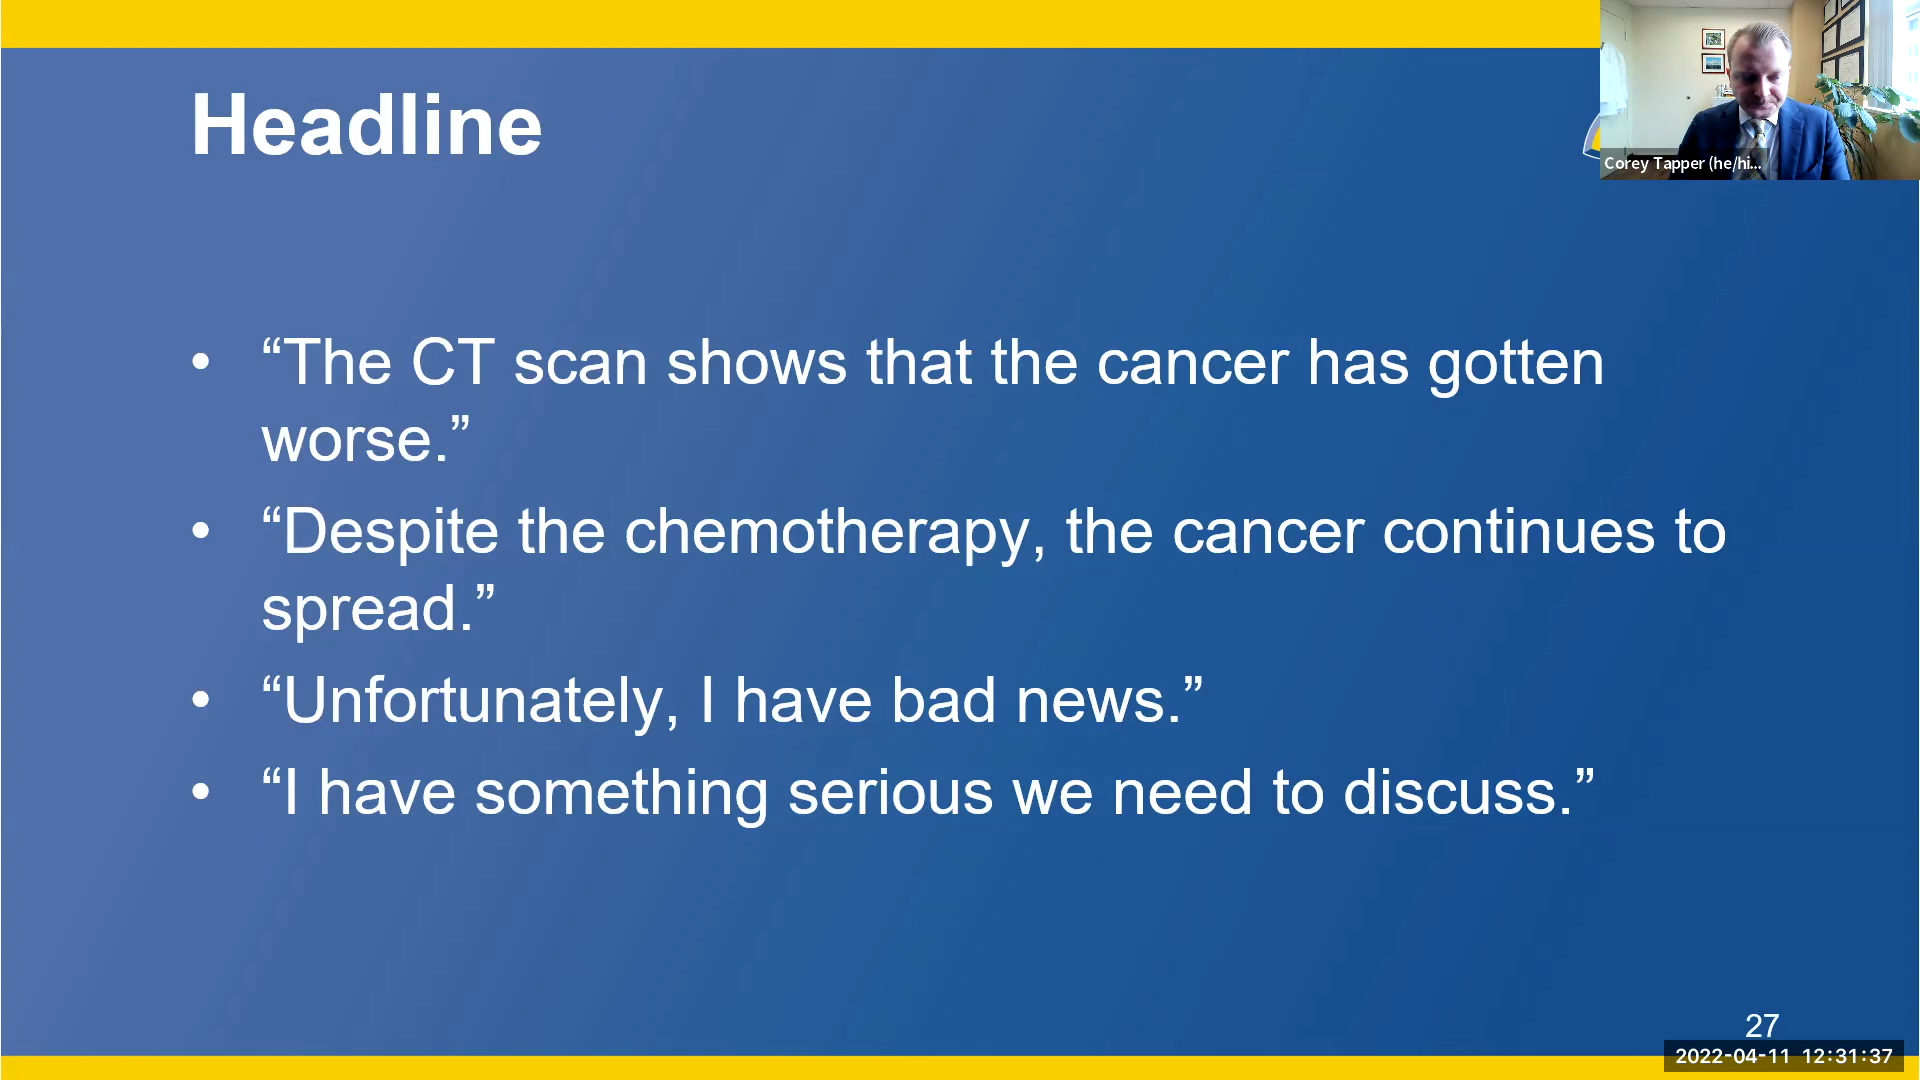 Headline
Corey Tapper (he/hi...
• “The CT scan shows that the cancer has gotten
worse.”
• “Despite the chemotherapy, the cancer continues to
spread.”
• “Unfortunately, I have bad news.”
• “I have something serious we need to discuss.”
27
2022-04-11 12:31:37